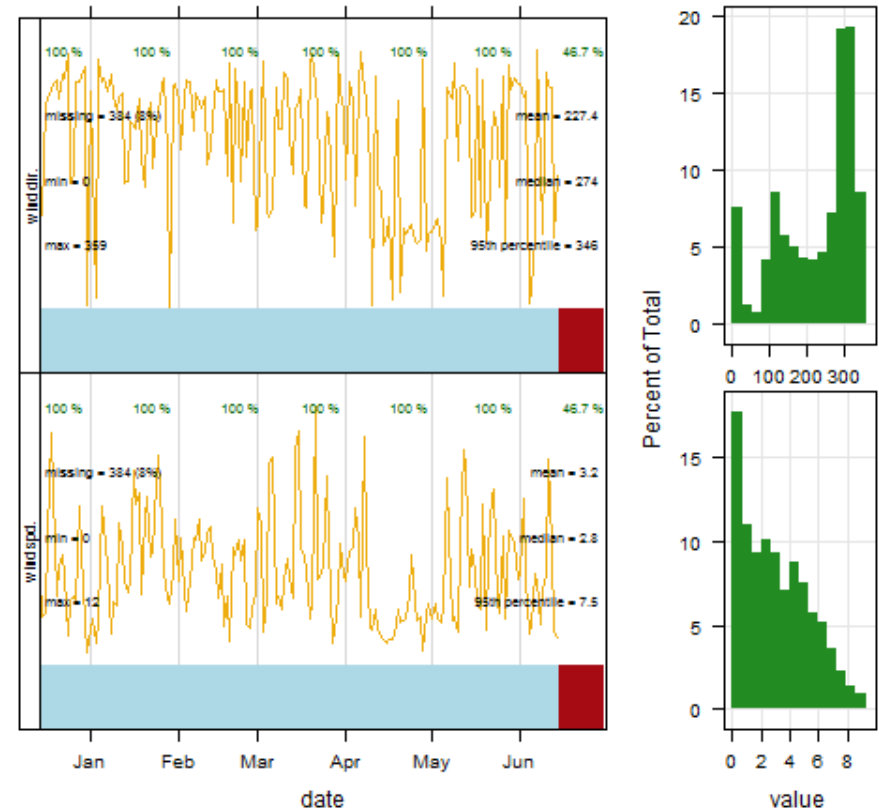 100 % 100 % 100 % 100 % 100 % 100 % 46.7 %
missing = 384 (8%) mean = 227.4
min = 0 median = 274
max = 359 95th percentile = 346
wind dir.
100 % 100 % 100 % 100 % 100 % 100 % 46.7 %
missing = 384 (8%) mean = 3.2
min = 0 median = 2.8
max = 12 95th percentile = 7.5
wind spd.
Jan Feb Mar Apr May Jun
date
Percent of Total
20
15
10
5
0
0 100 200 300
15
10
5
0
0 2 4 6 8
value